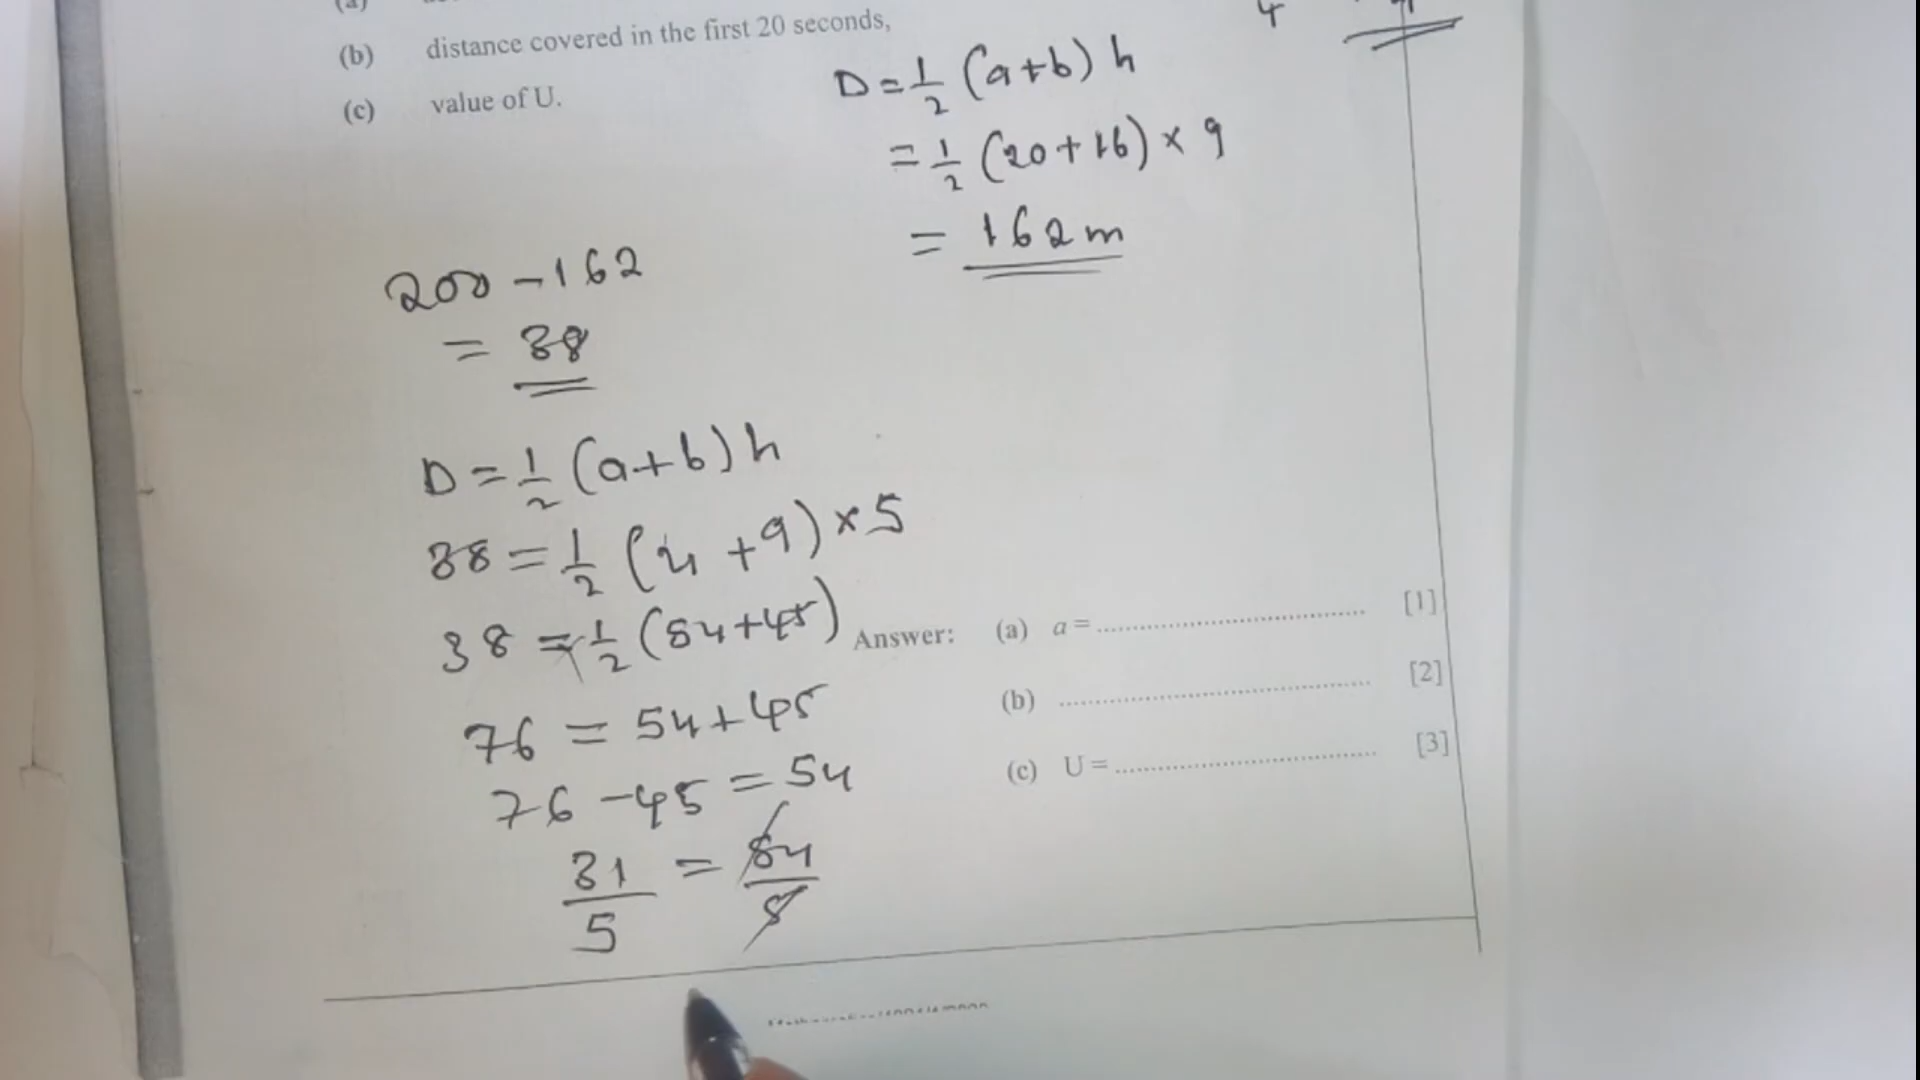 (b) distance covered in the first 20 seconds,
(c) value of U.
4
D = 1/2 (a+b) h
= 1/2 (20+16) × 9
= 162m
200 - 162
= 38
D = 1/2 (a+b) h
38 = 1/2 (u + 9) × 5
38 = 1/2 (5u+45)
76 = 5u+45
76 - 45 = 5u
31/5 = 5u/5
Answer: (a) a = .......................................... [1]
(b) .......................................... [2]
(c) U = .......................................... [3]